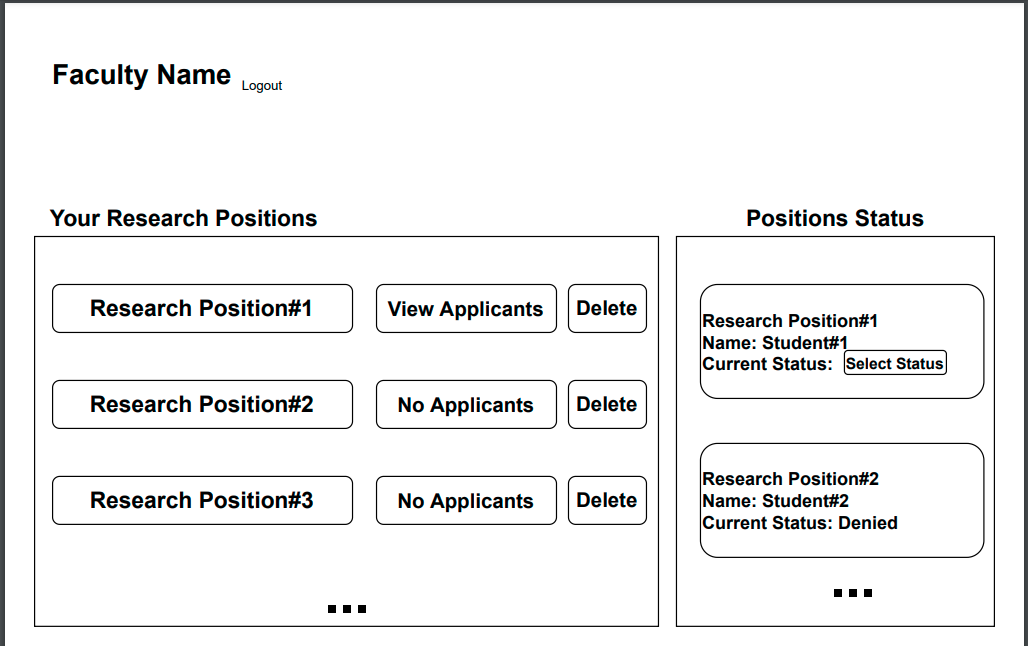 Faculty Name Logout
Your Research Positions
Research Position#1 View Applicants Delete
Research Position#2 No Applicants Delete
Research Position#3 No Applicants Delete
Positions Status
Research Position#1
Name: Student#1
Current Status: Select Status
Research Position#2
Name: Student#2
Current Status: Denied